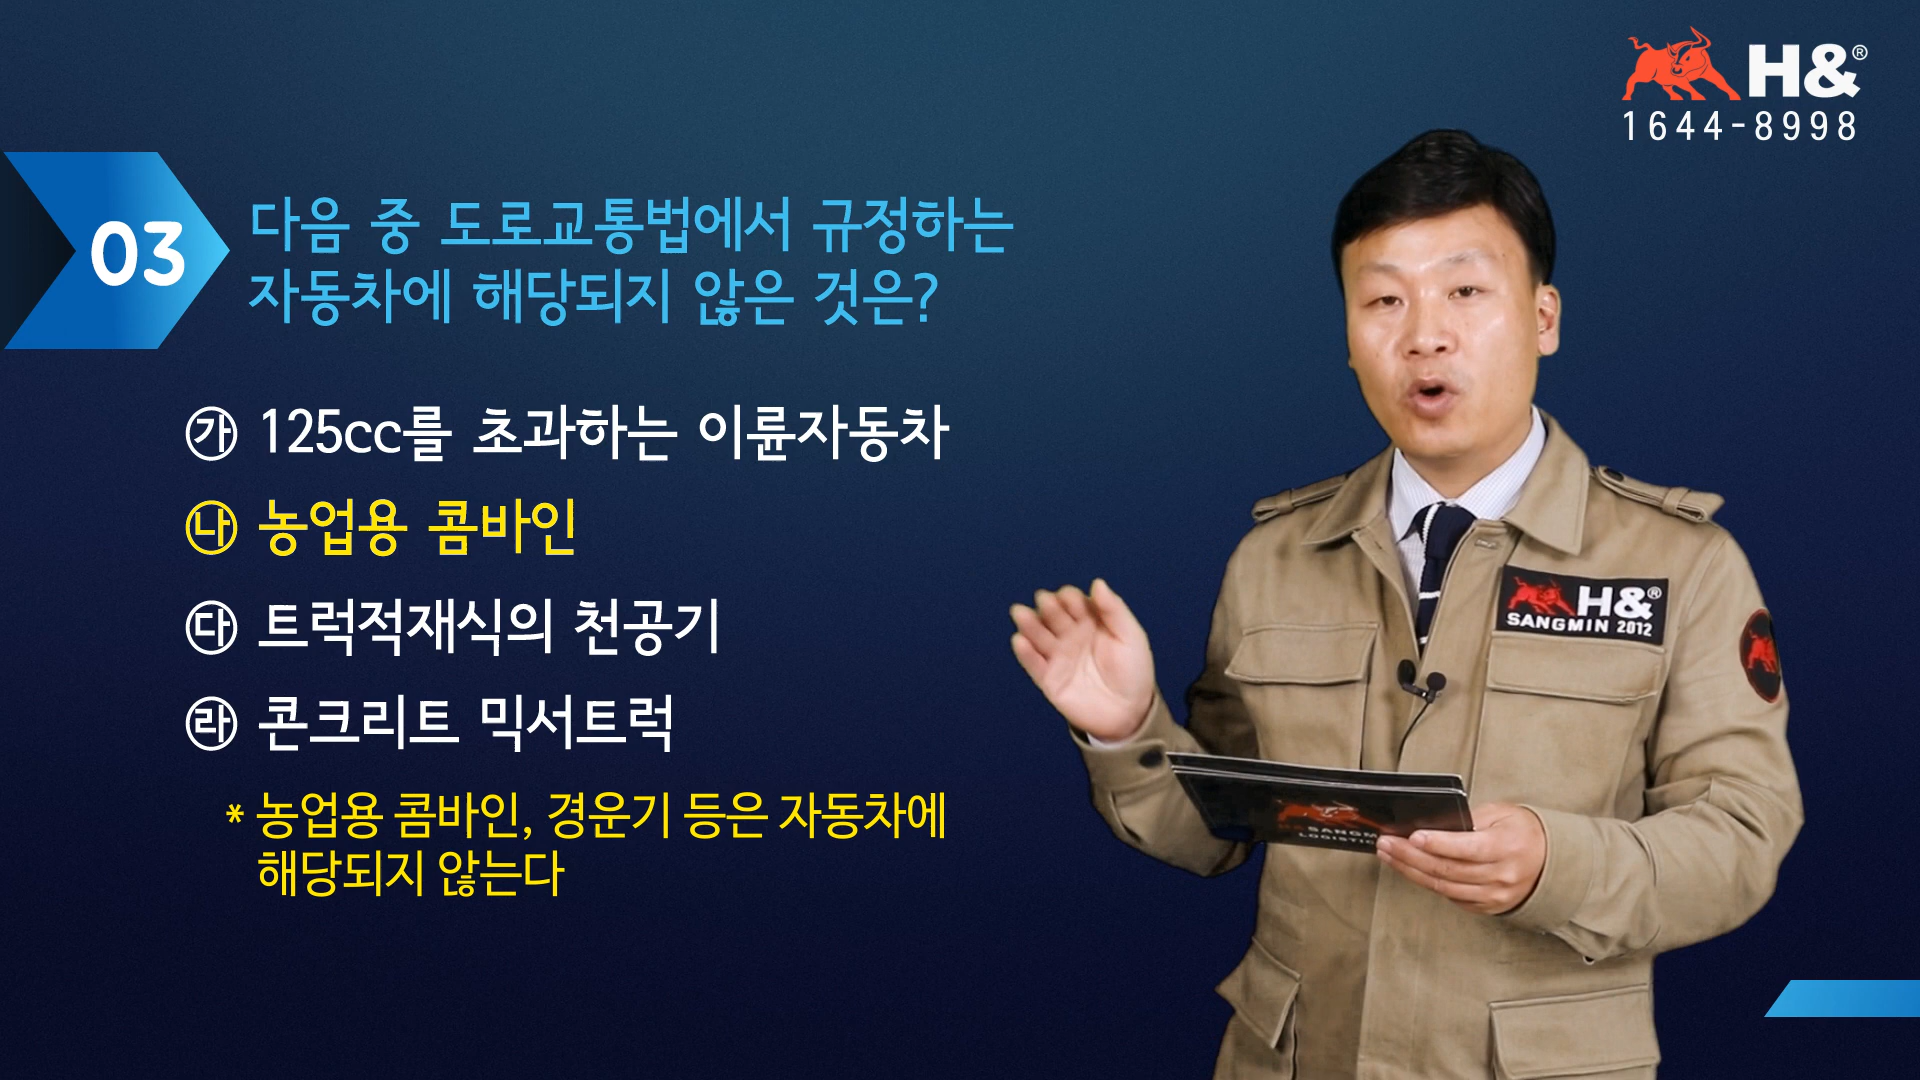 H&®
1644-8998
03
다음 중 도로교통법에서 규정하는
자동차에 해당되지 않은 것은?
㉮ 125cc를 초과하는 이륜자동차
㉯ 농업용 콤바인
㉰ 트럭적재식의 천공기
㉱ 콘크리트 믹서트럭
* 농업용 콤바인, 경운기 등은 자동차에
해당되지 않는다
H&®
SANGMIN 2012